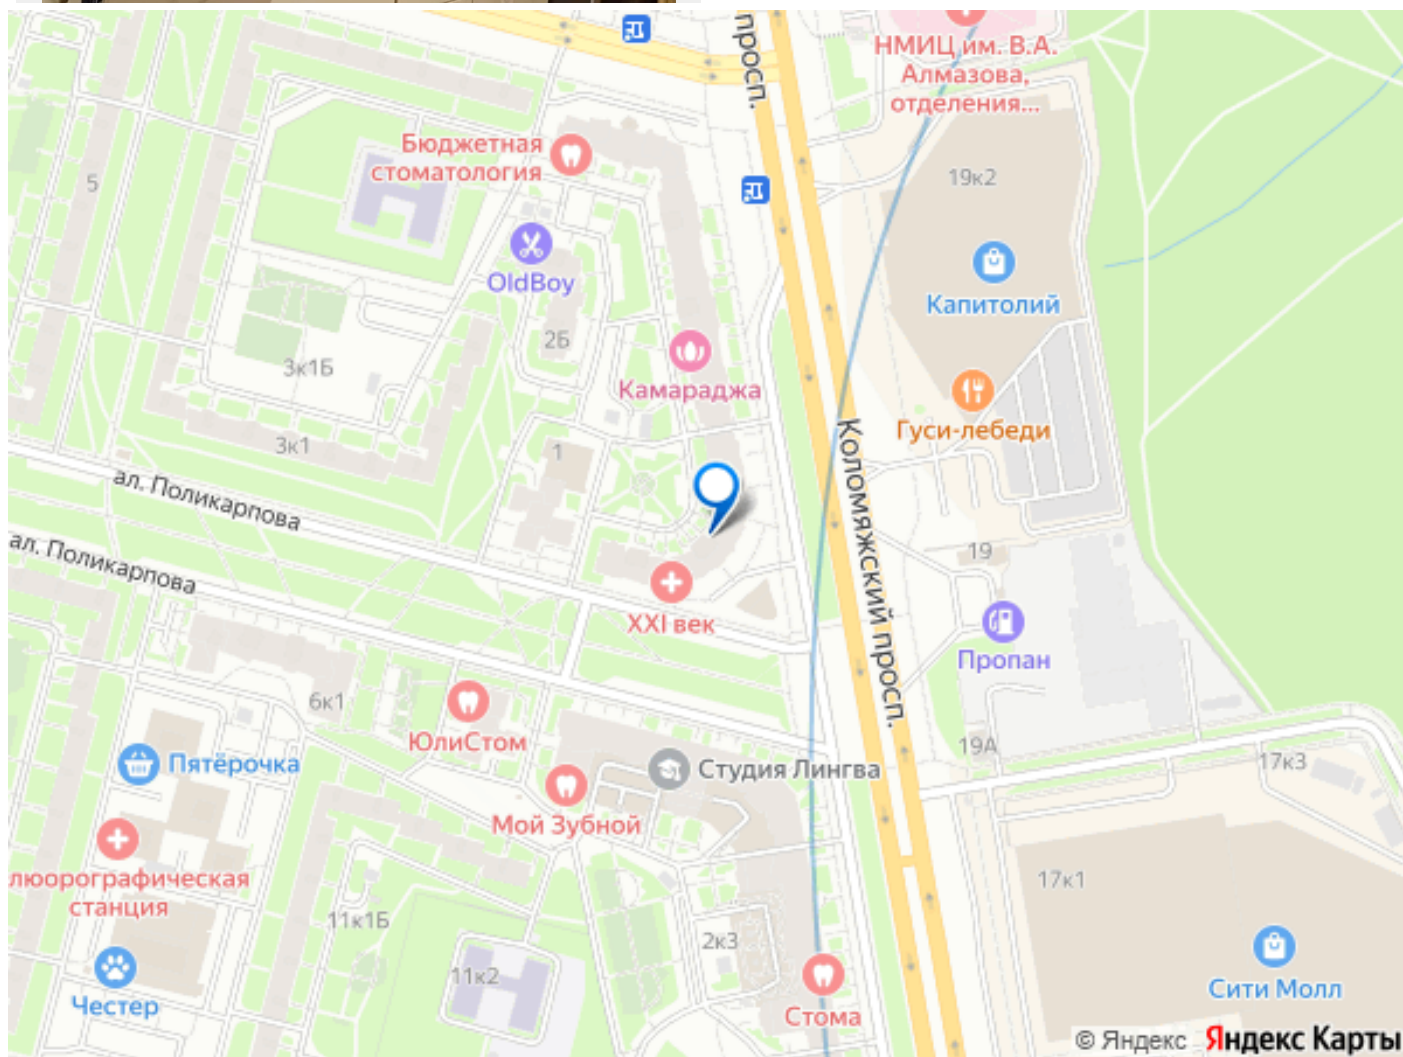 просп.
НМИЦ им. В.А.
Алмазова,
отделения...
Бюджетная
стоматология
19к2
5
OldBoy
Капитолий
2Б
3к1Б
Камараджа
Гуси-лебеди
3к1
1
Коломяжский просп.
ал. Поликарпова
ал. Поликарпова
19
XXI век
Пропан
6к1
ЮлиСтом
19А
17к3
Пятёрочка
Студия Лингва
Мой Зубной
люорографическая
станция
17к1
11к1Б
2к3
11к2
Честер
Сити Молл
Стома
© Яндекс Яндекс Карты